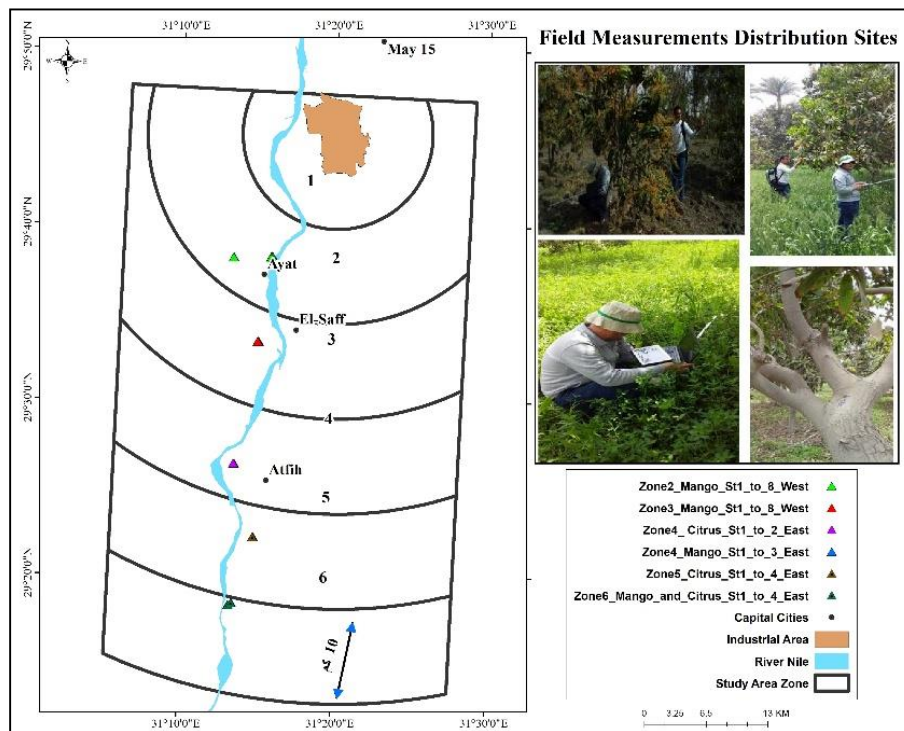 31°10'0"E 31°20'0"E 31°30'0"E
29°50'0"N
May 15
N
W E
S
1
29°40'0"N
2
Ayat
El-Saff
3
29°30'0"N
4
Atfih
5
29°20'0"N
6
10
31°10'0"E 31°20'0"E 31°30'0"E
Field Measurements Distribution Sites
Zone2_Mango_St1_to_8_West
Zone3_Mango_St1_to_8_West
Zone4_ Citrus_St1_to_2_East
Zone4_Mango_St1_to_3_East
Zone5_Citrus_St1_to_4_East
Zone6_Mango_and_Citrus_St1_to_4_East
Capital Cities
Industrial Area
River Nile
Study Area Zone
0 3.25 6.5 13 KM